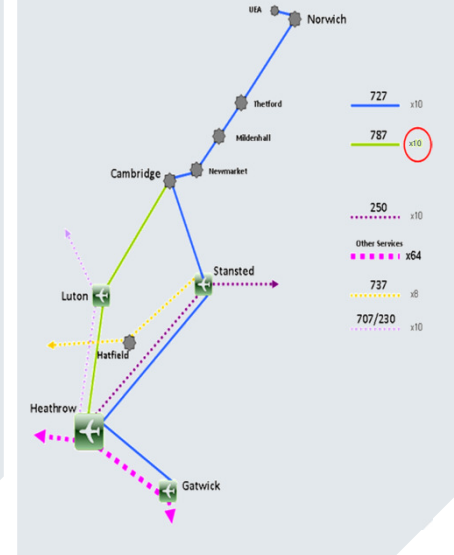 UEA
Norwich
Thetford
727
x10
Mildenhall
787
x10
Cambridge
Newmarket
250
x10
Other Services
x64
Stansted
Luton
737
x8
707/230
x10
Hatfield
Heathrow
Gatwick